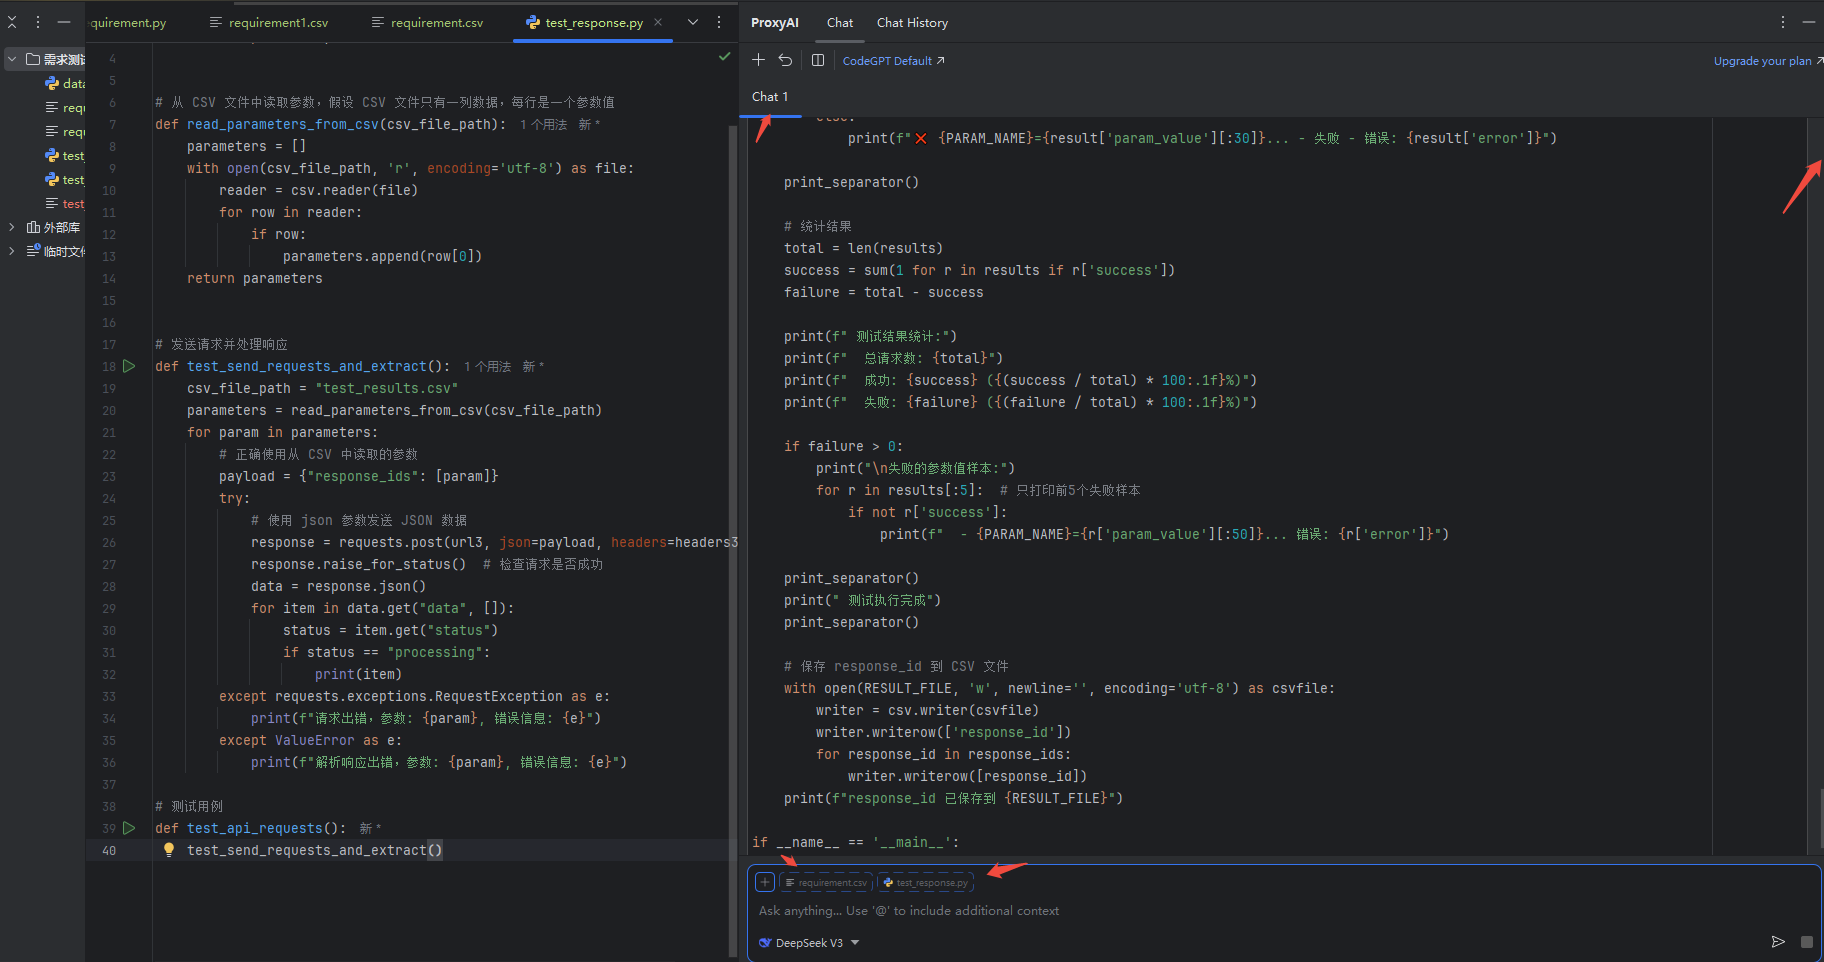 quirement.py
requirement1.csv
requirement.csv
test_response.py
ProxyAI
Chat
Chat History
需求测试
data
requ
requ
test_
test_
test_
外部库
临时文件
4
5
6 # 从 CSV 文件中读取参数，假设 CSV 文件只有一列数据，每行是一个参数值
7 def read_parameters_from_csv(csv_file_path): 1 个用法 新 *
8 parameters = []
9 with open(csv_file_path, 'r', encoding='utf-8') as file:
10 reader = csv.reader(file)
11 for row in reader:
12 if row:
13 parameters.append(row[0])
14 return parameters
15
16
17 # 发送请求并处理响应
18 def test_send_requests_and_extract(): 1 个用法 新 *
19 csv_file_path = "test_results.csv"
20 parameters = read_parameters_from_csv(csv_file_path)
21 for param in parameters:
22 # 正确使用从 CSV 中读取的参数
23 payload = {"response_ids": [param]}
24 try:
25 # 使用 json 参数发送 JSON 数据
26 response = requests.post(url3, json=payload, headers=headers3
27 response.raise_for_status() # 检查请求是否成功
28 data = response.json()
29 for item in data.get("data", []):
30 status = item.get("status")
31 if status == "processing":
32 print(item)
33 except requests.exceptions.RequestException as e:
34 print(f"请求出错，参数: {param}, 错误信息: {e}")
35 except ValueError as e:
36 print(f"解析响应出错，参数: {param}, 错误信息: {e}")
37
38 # 测试用例
39 def test_api_requests(): 新 *
40 test_send_requests_and_extract()
CodeGPT Default
Upgrade your plan
Chat 1
else:
print(f"❌ {PARAM_NAME}={result['param_value'][:30]}... - 失败 - 错误: {result['error']}")
print_separator()
# 统计结果
total = len(results)
success = sum(1 for r in results if r['success'])
failure = total - success
print(f" 测试结果统计:")
print(f"  总请求数: {total}")
print(f"  成功: {success} ({(success / total) * 100:.1f}%)")
print(f"  失败: {failure} ({(failure / total) * 100:.1f}%)")
if failure > 0:
print("\n失败的参数值样本:")
for r in results[:5]:  # 只打印前5个失败样本
if not r['success']:
print(f"  - {PARAM_NAME}={r['param_value'][:50]}... 错误: {r['error']}")
print_separator()
print(" 测试执行完成")
print_separator()
# 保存 response_id 到 CSV 文件
with open(RESULT_FILE, 'w', newline='', encoding='utf-8') as csvfile:
writer = csv.writer(csvfile)
writer.writerow(['response_id'])
for response_id in response_ids:
writer.writerow([response_id])
print(f"response_id 已保存到 {RESULT_FILE}")
if __name__ == '__main__':
requirement.csv
test_response.py
Ask anything... Use '@' to include additional context
DeepSeek V3